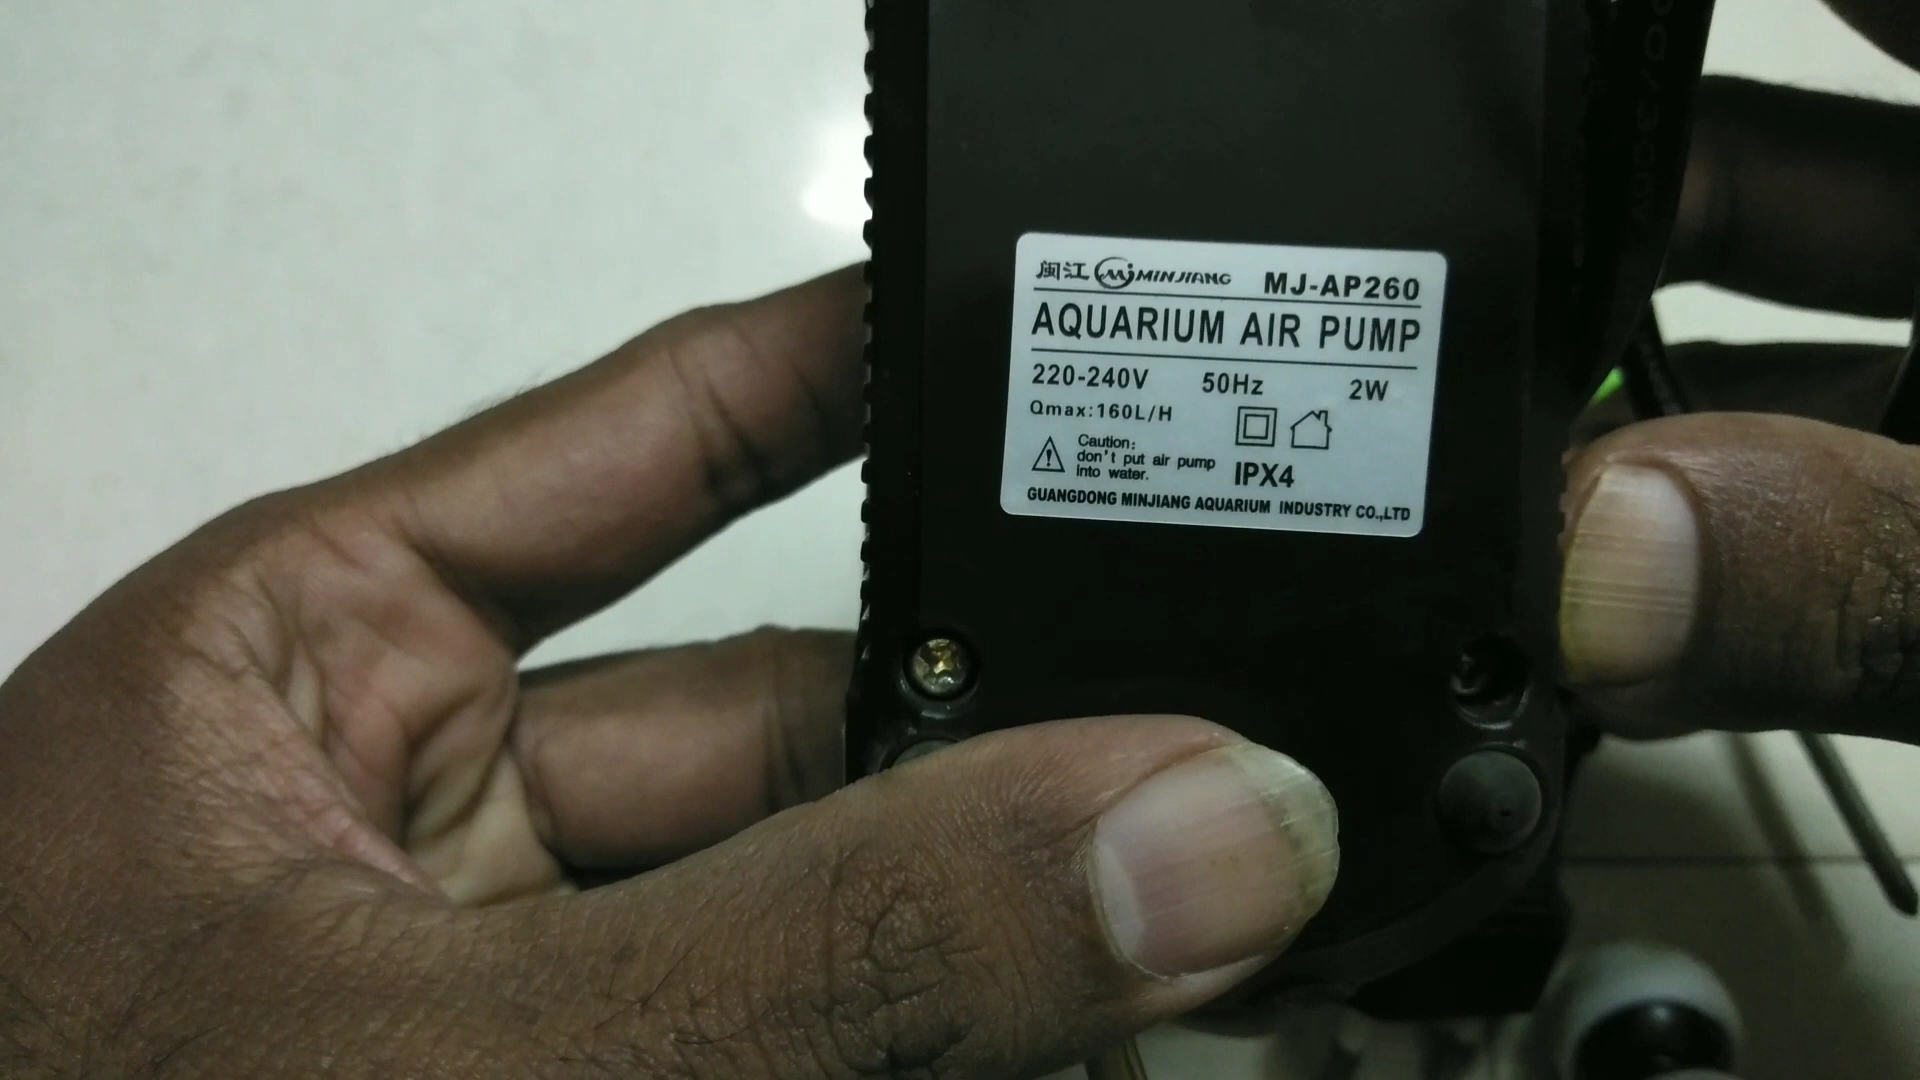 闽江 MJ MINJIANG MJ-AP260
AQUARIUM AIR PUMP
220-240V 50Hz 2W
Qmax:160L/H
Caution:
don't put air pump
Into water.
IPX4
GUANGDONG MINJIANG AQUARIUM INDUSTRY CO.,LTD